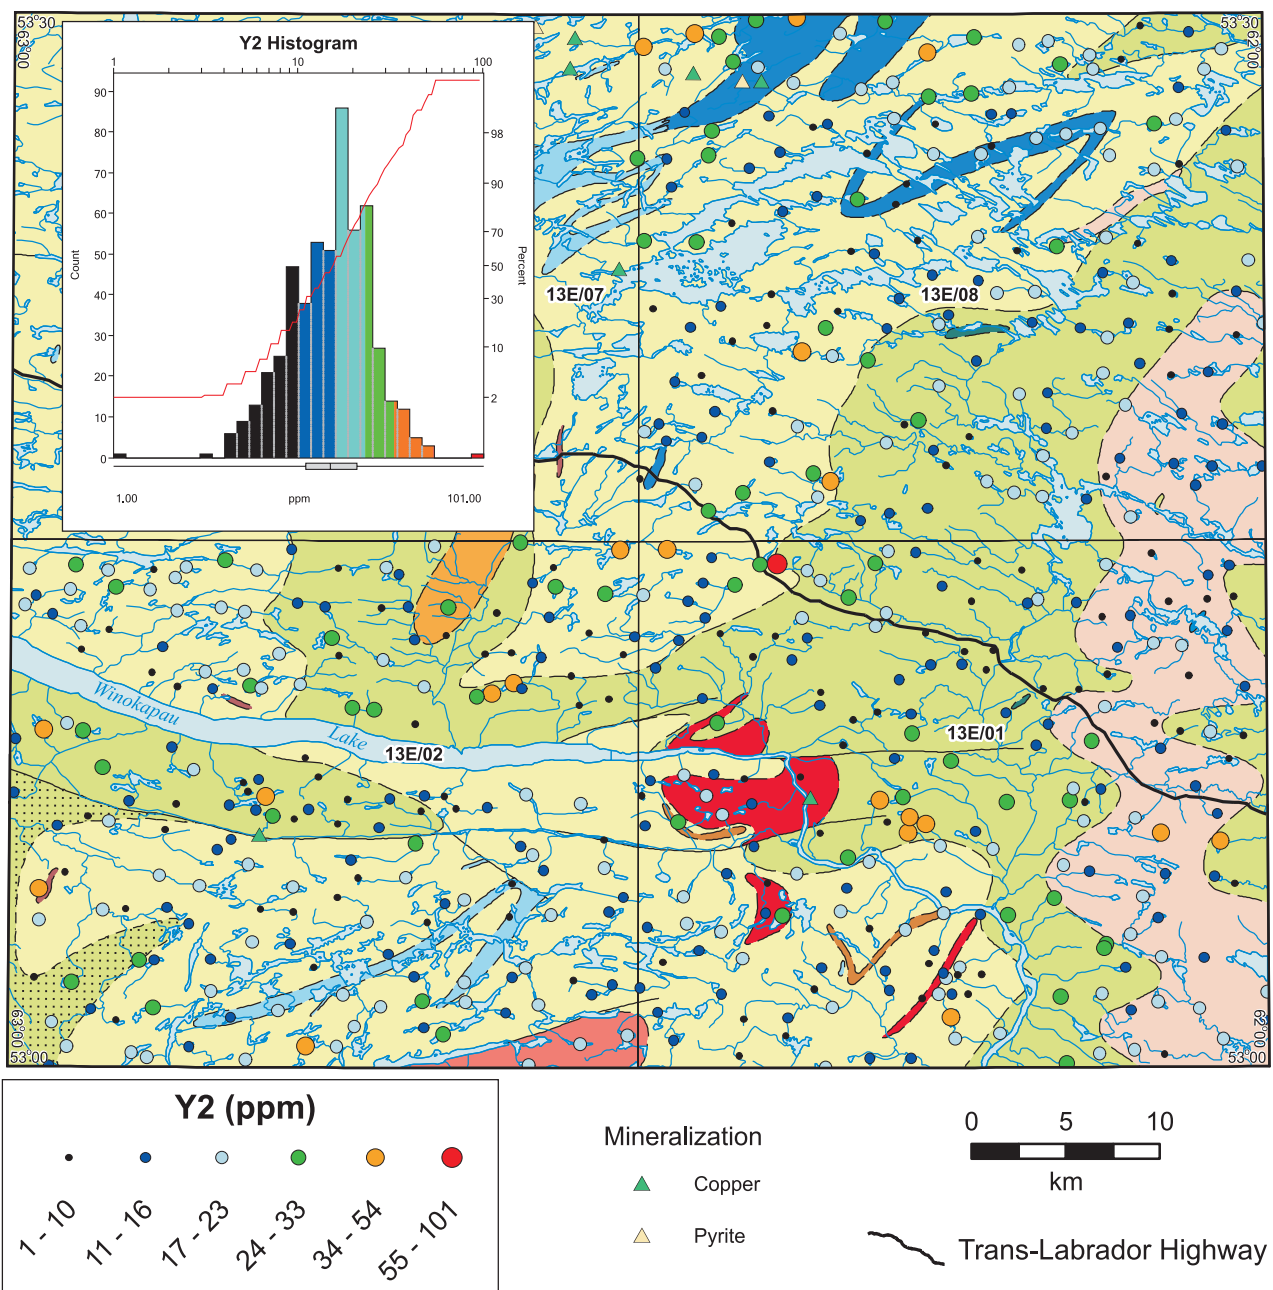 53°30
63°00
53°30
62°00
Y2 Histogram
1 10 100
90
80
70
60
50
40
30
20
10
0
Count
98
90
70
50
30
10
2
Percent
1,00 ppm 101,00
13E/07
13E/08
Winokapau
Lake
13E/02
13E/01
63°00
53°00
62°00
53°00
Y2 (ppm)
1 - 10
11 - 16
17 - 23
24 - 33
34 - 54
55 - 101
Mineralization
Copper
Pyrite
0 5 10
km
Trans-Labrador Highway